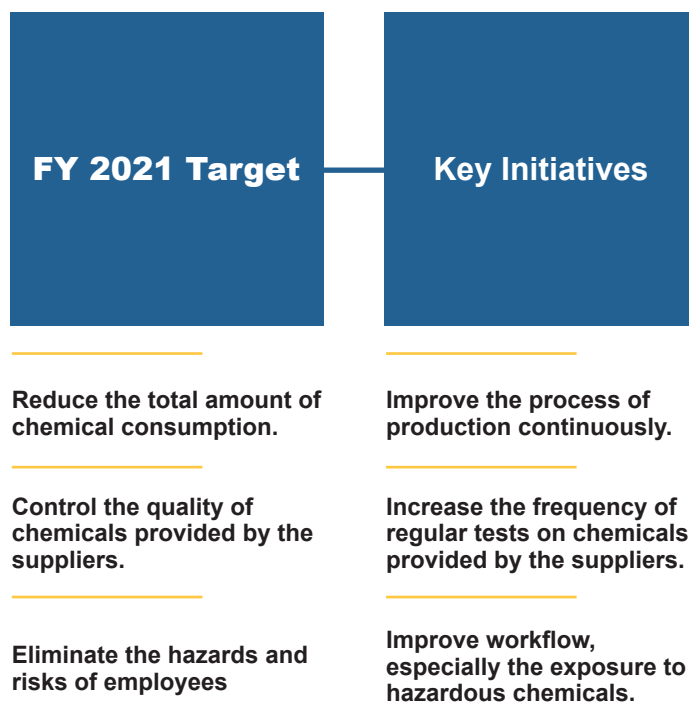 FY 2021 Target
Key Initiatives
Reduce the total amount of
chemical consumption.
Improve the process of
production continuously.
Control the quality of
chemicals provided by the
suppliers.
Increase the frequency of
regular tests on chemicals
provided by the suppliers.
Eliminate the hazards and
risks of employees
Improve workflow,
especially the exposure to
hazardous chemicals.